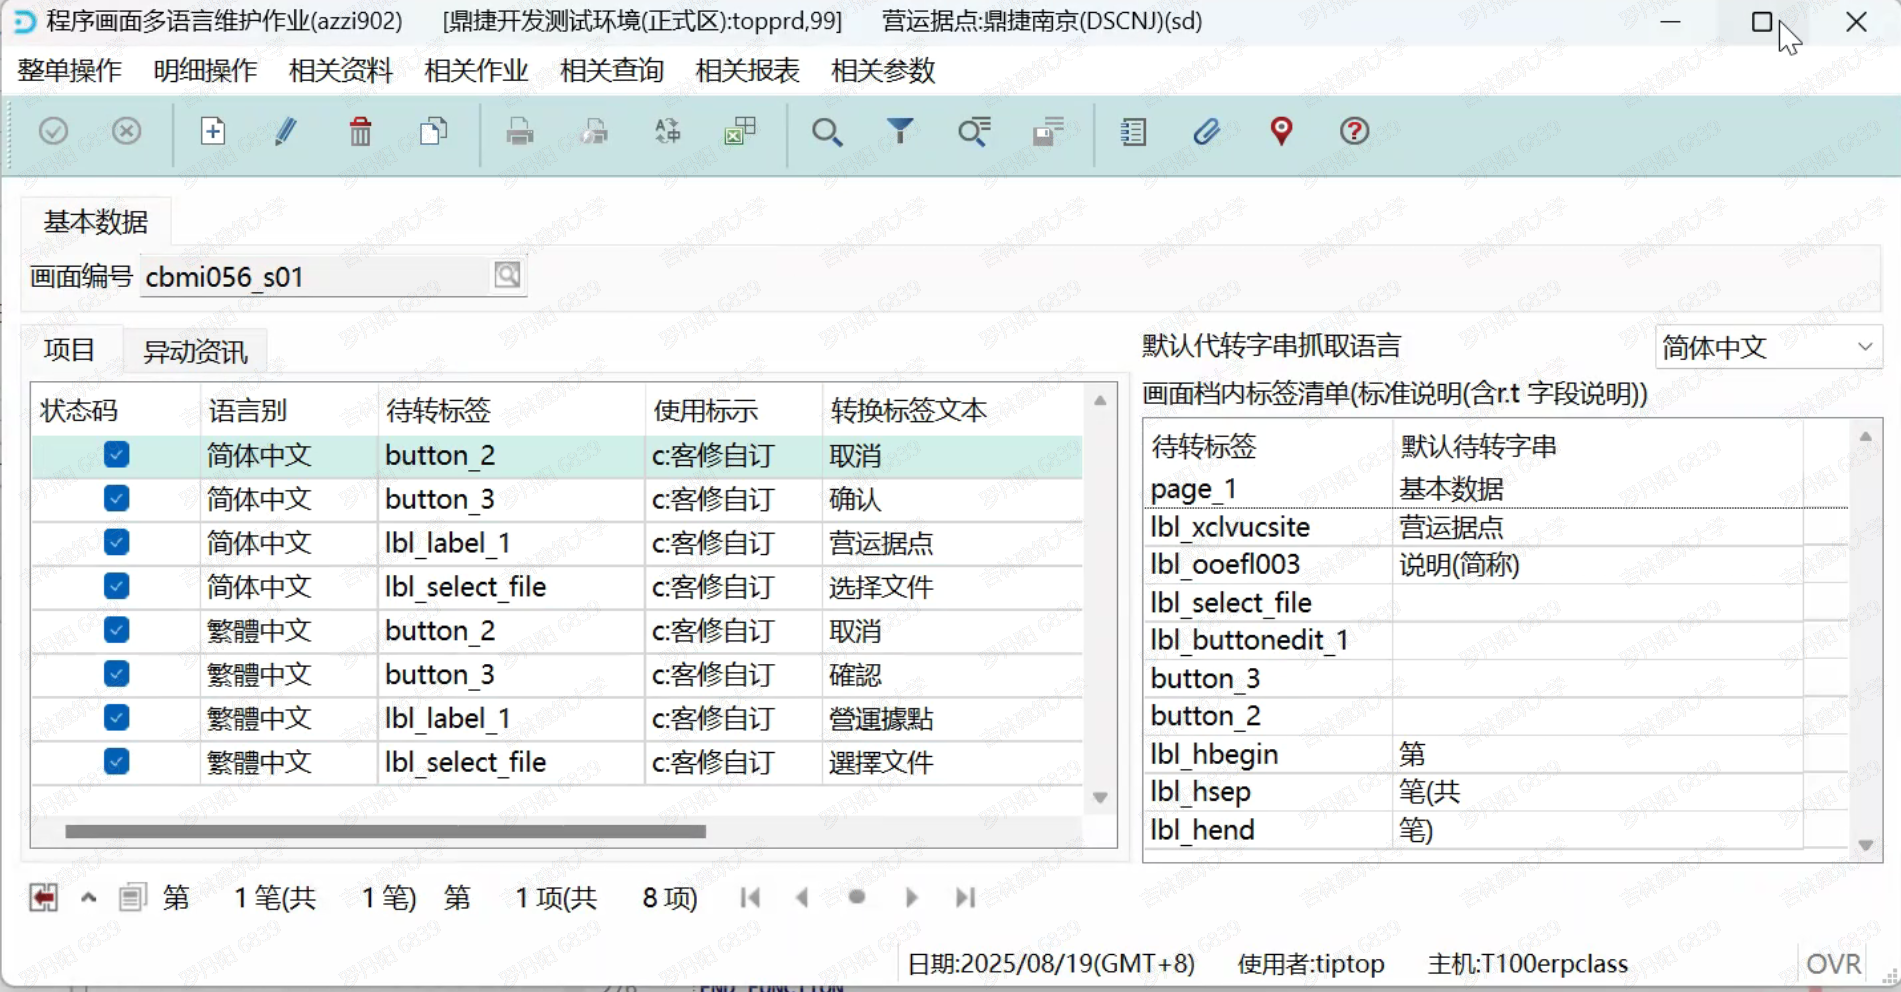 程序画面多语言维护作业(azzi902) [鼎捷开发测试环境(正式区):topprd,99] 营运据点:鼎捷南京(DSCNJ)(sd)
整单操作 明细操作 相关资料 相关作业 相关查询 相关报表 相关参数
基本数据
画面编号 cbmi056_s01
项目 异动资讯
状态码 语言别 待转标签 使用标示 转换标签文本
简体中文 button_2 c:客修自订 取消
简体中文 button_3 c:客修自订 确认
简体中文 lbl_label_1 c:客修自订 营运据点
简体中文 lbl_select_file c:客修自订 选择文件
繁體中文 button_2 c:客修自订 取消
繁體中文 button_3 c:客修自订 確認
繁體中文 lbl_label_1 c:客修自订 營運據點
繁體中文 lbl_select_file c:客修自订 選擇文件
默认代转字串抓取语言 简体中文
画面档内标签清单(标准说明(含r.t 字段说明))
待转标签 默认待转字串
page_1 基本数据
lbl_xclvucsite 营运据点
lbl_ooefl003 说明(简称)
lbl_select_file
lbl_buttonedit_1
button_3
button_2
lbl_hbegin 第
lbl_hsep 笔(共
lbl_hend 笔)
第 1 笔(共 1 笔) 第 1 项(共 8 项)
日期:2025/08/19(GMT+8) 使用者:tiptop 主机:T100erpclass OVR